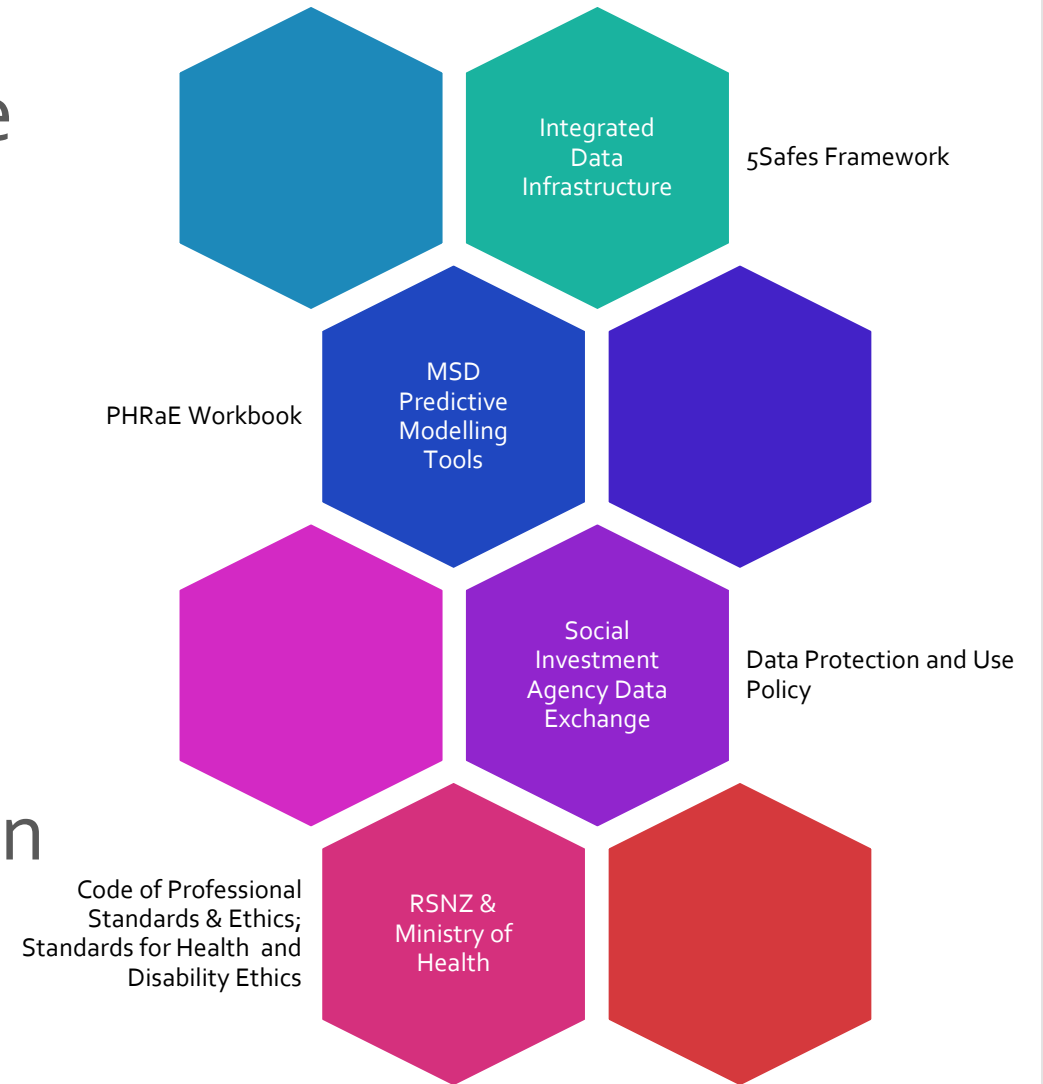 e
Integrated
Data
Infrastructure
5Safes Framework
PHRaE Workbook
MSD
Predictive
Modelling
Tools
Social
Investment
Agency Data
Exchange
Data Protection and Use
Policy
n
Code of Professional
Standards & Ethics;
Standards for Health and
Disability Ethics
RSNZ &
Ministry of
Health